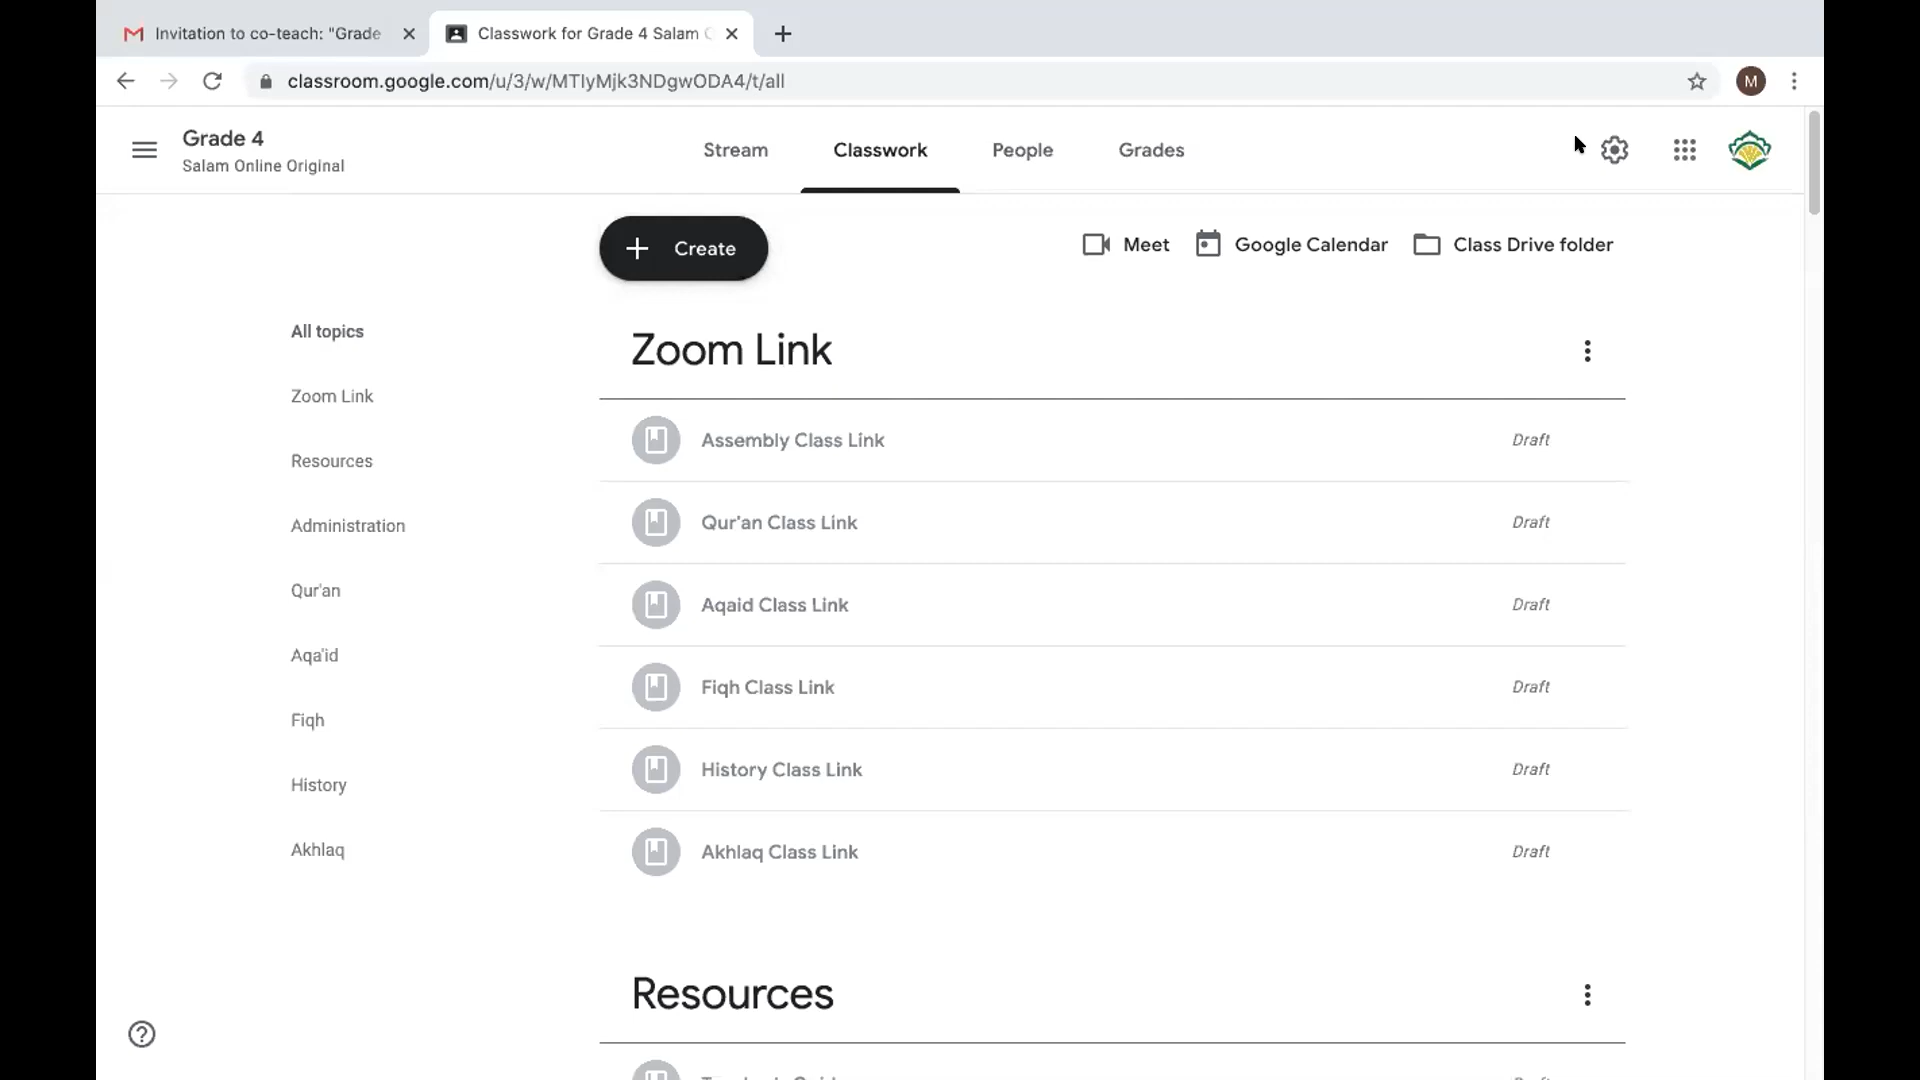 Invitation to co-teach: "Grade
Classwork for Grade 4 Salam
classroom.google.com/u/3/w/MTIyMjk3NDgwODA4/t/all
M
Grade 4
Salam Online Original
Stream
Classwork
People
Grades
Create
Meet
Google Calendar
Class Drive folder
All topics
Zoom Link
Resources
Administration
Qur'an
Aqa'id
Fiqh
History
Akhlaq
Zoom Link
Assembly Class Link
Draft
Qur'an Class Link
Draft
Aqaid Class Link
Draft
Fiqh Class Link
Draft
History Class Link
Draft
Akhlaq Class Link
Draft
Resources